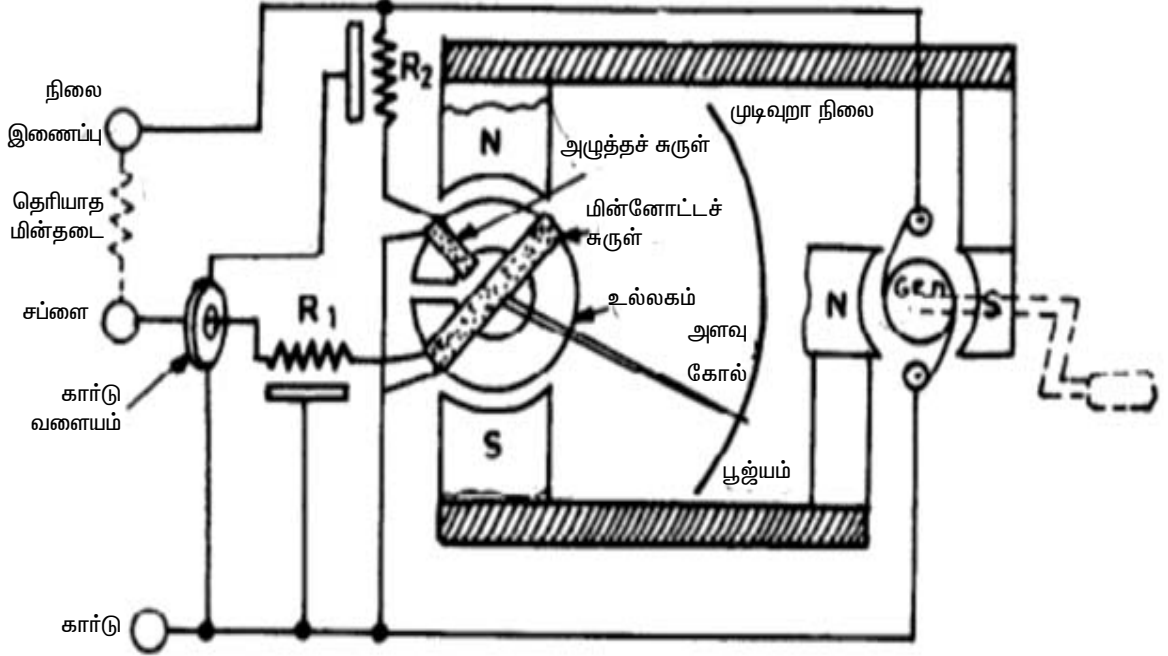 நிலை
இணைப்பு
தெரியாத
மின்தடை
சப்ளை
கார்டு
வளையம்
கார்டு
R1
R2
N
அழுத்தச் சுருள்
மின்னோட்டச்
சுருள்
உல்லகம்
அளவு
கோல்
முடிவுறா நிலை
பூஜ்யம்
S
N
Gen
S